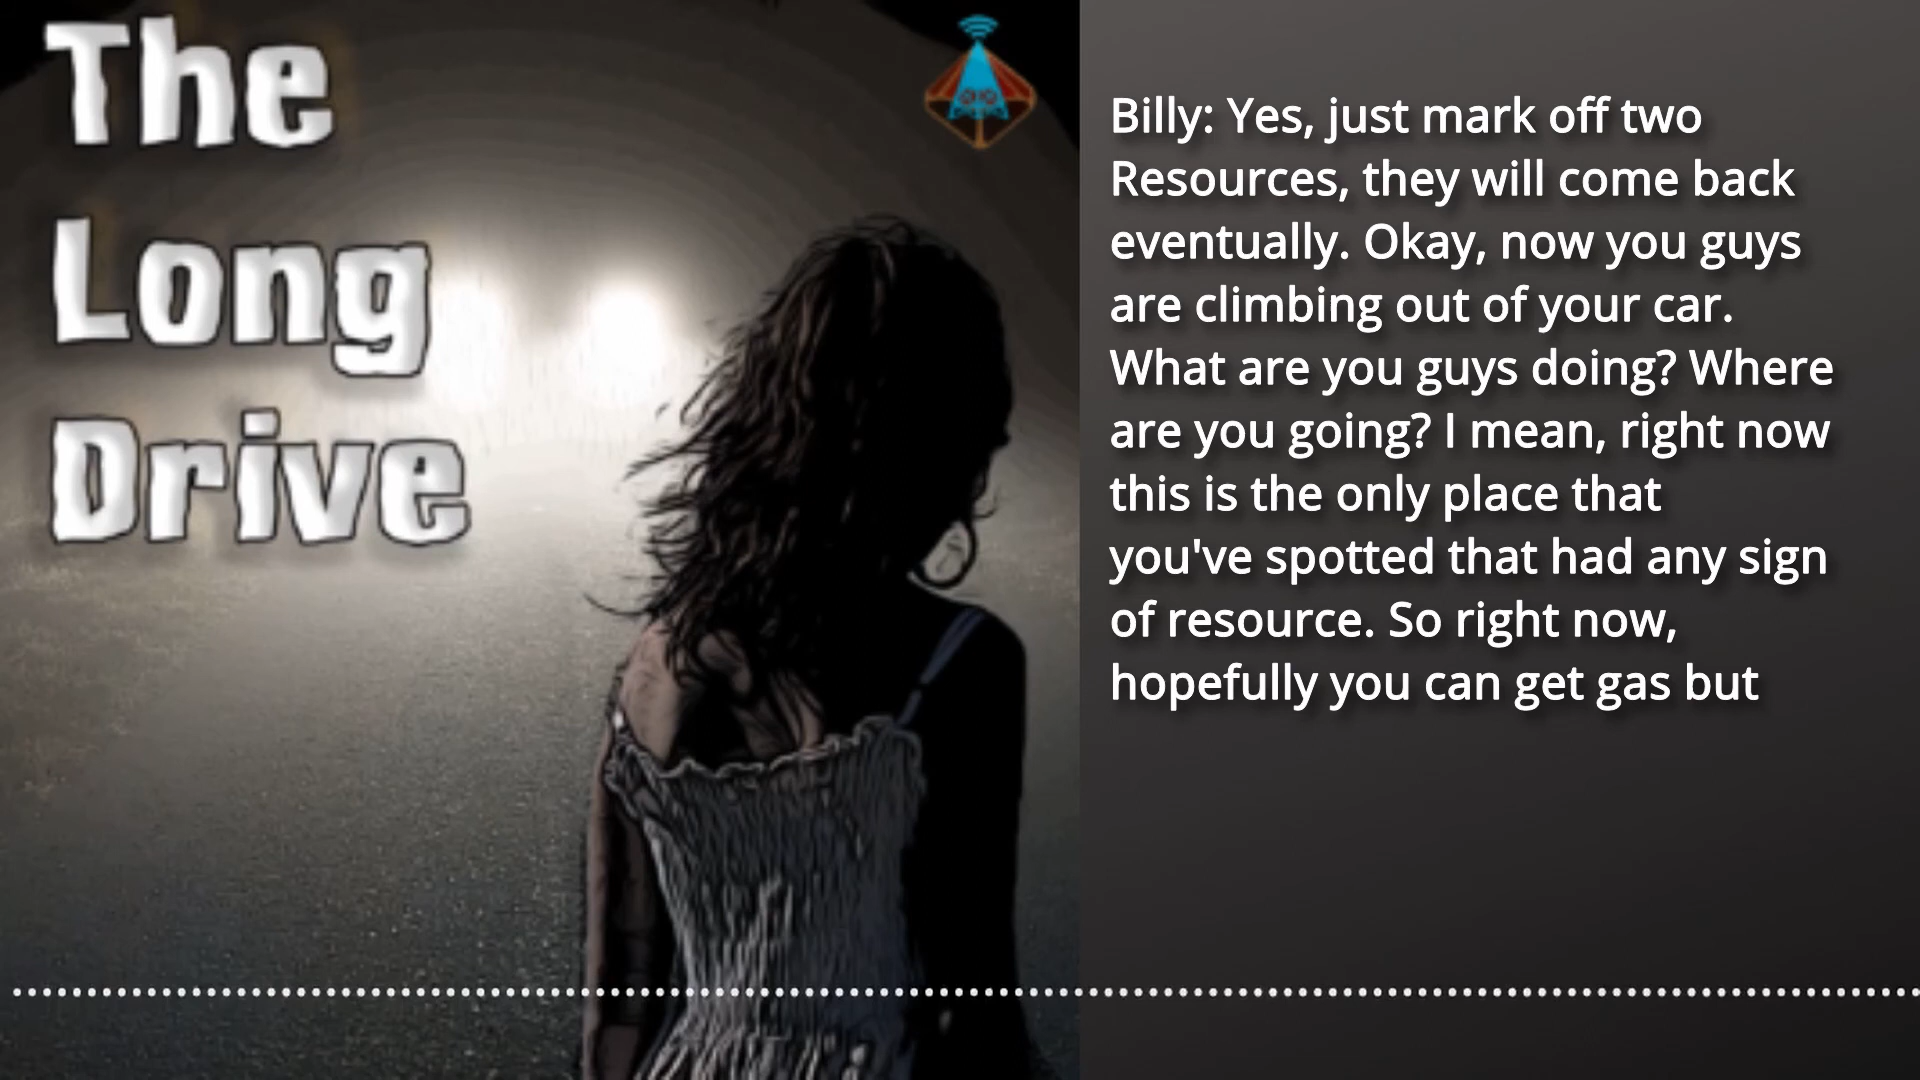 The
Long
Drive
Billy: Yes, just mark off two
Resources, they will come back
eventually. Okay, now you guys
are climbing out of your car.
What are you guys doing? Where
are you going? I mean, right now
this is the only place that
you've spotted that had any sign
of resource. So right now,
hopefully you can get gas but